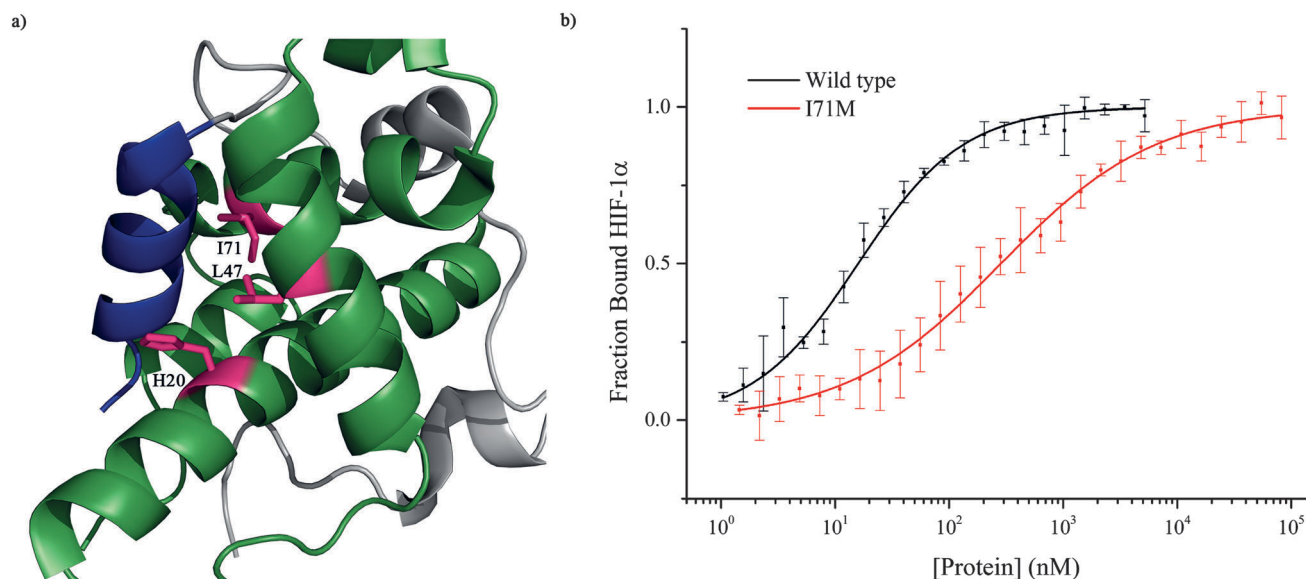 a)
I71
L47
H20
b)
Wild type
I71M
Fraction Bound HIF-1α
1.0
0.5
0.0
10⁰
10¹
10²
10³
10⁴
10⁵
[Protein] (nM)